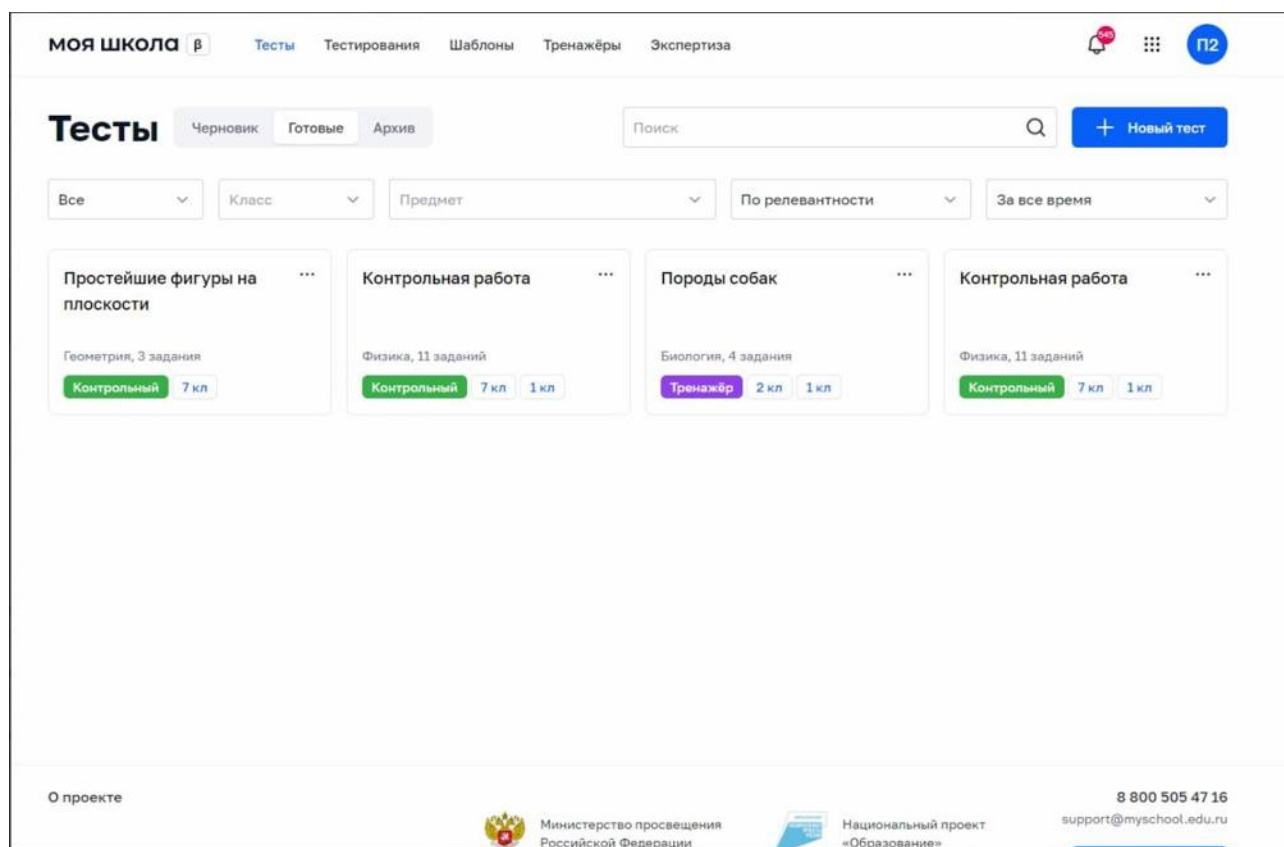 моя школа β Тесты Тестирования Шаблоны Тренажёры Экспертиза 545 П2
Тесты Черновик Готовые Архив Поиск + Новый тест
Все Класс Предмет По релевантности За все время
Простейшие фигуры на плоскости
Геометрия, 3 задания
Контрольный 7 кл
Контрольная работа
Физика, 11 заданий
Контрольный 7 кл 1 кл
Породы собак
Биология, 4 задания
Тренажёр 2 кл 1 кл
Контрольная работа
Физика, 11 заданий
Контрольный 7 кл 1 кл
О проекте
Министерство просвещения
Российской Федерации
Национальный проект
«Образование»
8 800 505 47 16
support@myschool.edu.ru